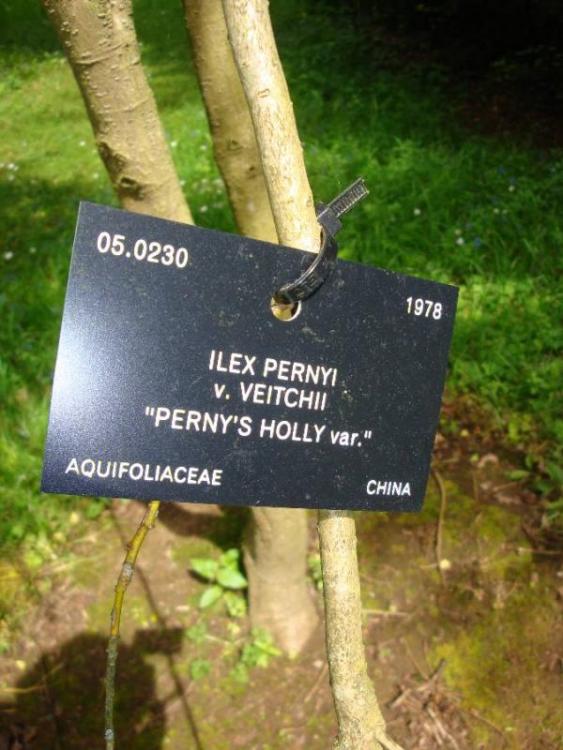 05.0230
1978
ILEX PERNYI
v. VEITCHII
"PERNY'S HOLLY var."
AQUIFOLIACEAE
CHINA